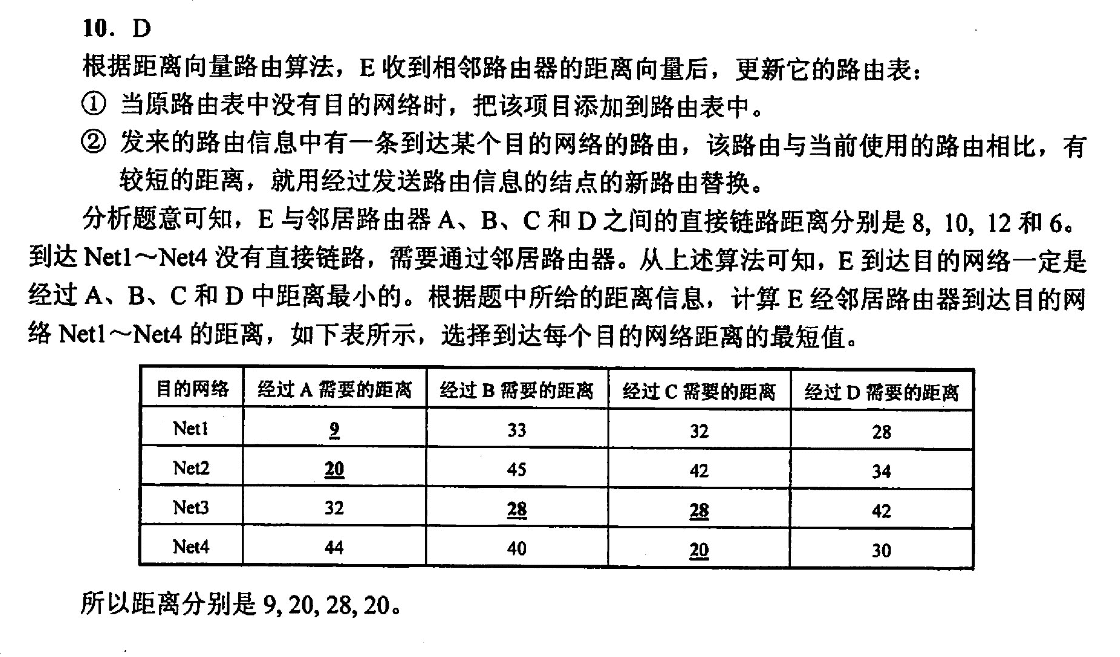 10. D
根据距离向量路由算法，E 收到相邻路由器的距离向量后，更新它的路由表：
① 当原路由表中没有目的网络时，把该项目添加到路由表中。
② 发来的路由信息中有一条到达某个目的网络的路由，该路由与当前使用的路由相比，有
较短的距离，就用经过发送路由信息的结点的新路由替换。
分析题意可知，E 与邻居路由器 A、B、C 和 D 之间的直接链路距离分别是 8, 10, 12 和 6。
到达 Net1～Net4 没有直接链路，需要通过邻居路由器。从上述算法可知，E 到达目的网络一定是
经过 A、B、C 和 D 中距离最小的。根据题中所给的距离信息，计算 E 经邻居路由器到达目的网
络 Net1～Net4 的距离，如下表所示，选择到达每个目的网络距离的最短值。
目的网络 经过 A 需要的距离 经过 B 需要的距离 经过 C 需要的距离 经过 D 需要的距离
Net1 9 33 32 28
Net2 20 45 42 34
Net3 32 28 28 42
Net4 44 40 20 30
所以距离分别是 9, 20, 28, 20。